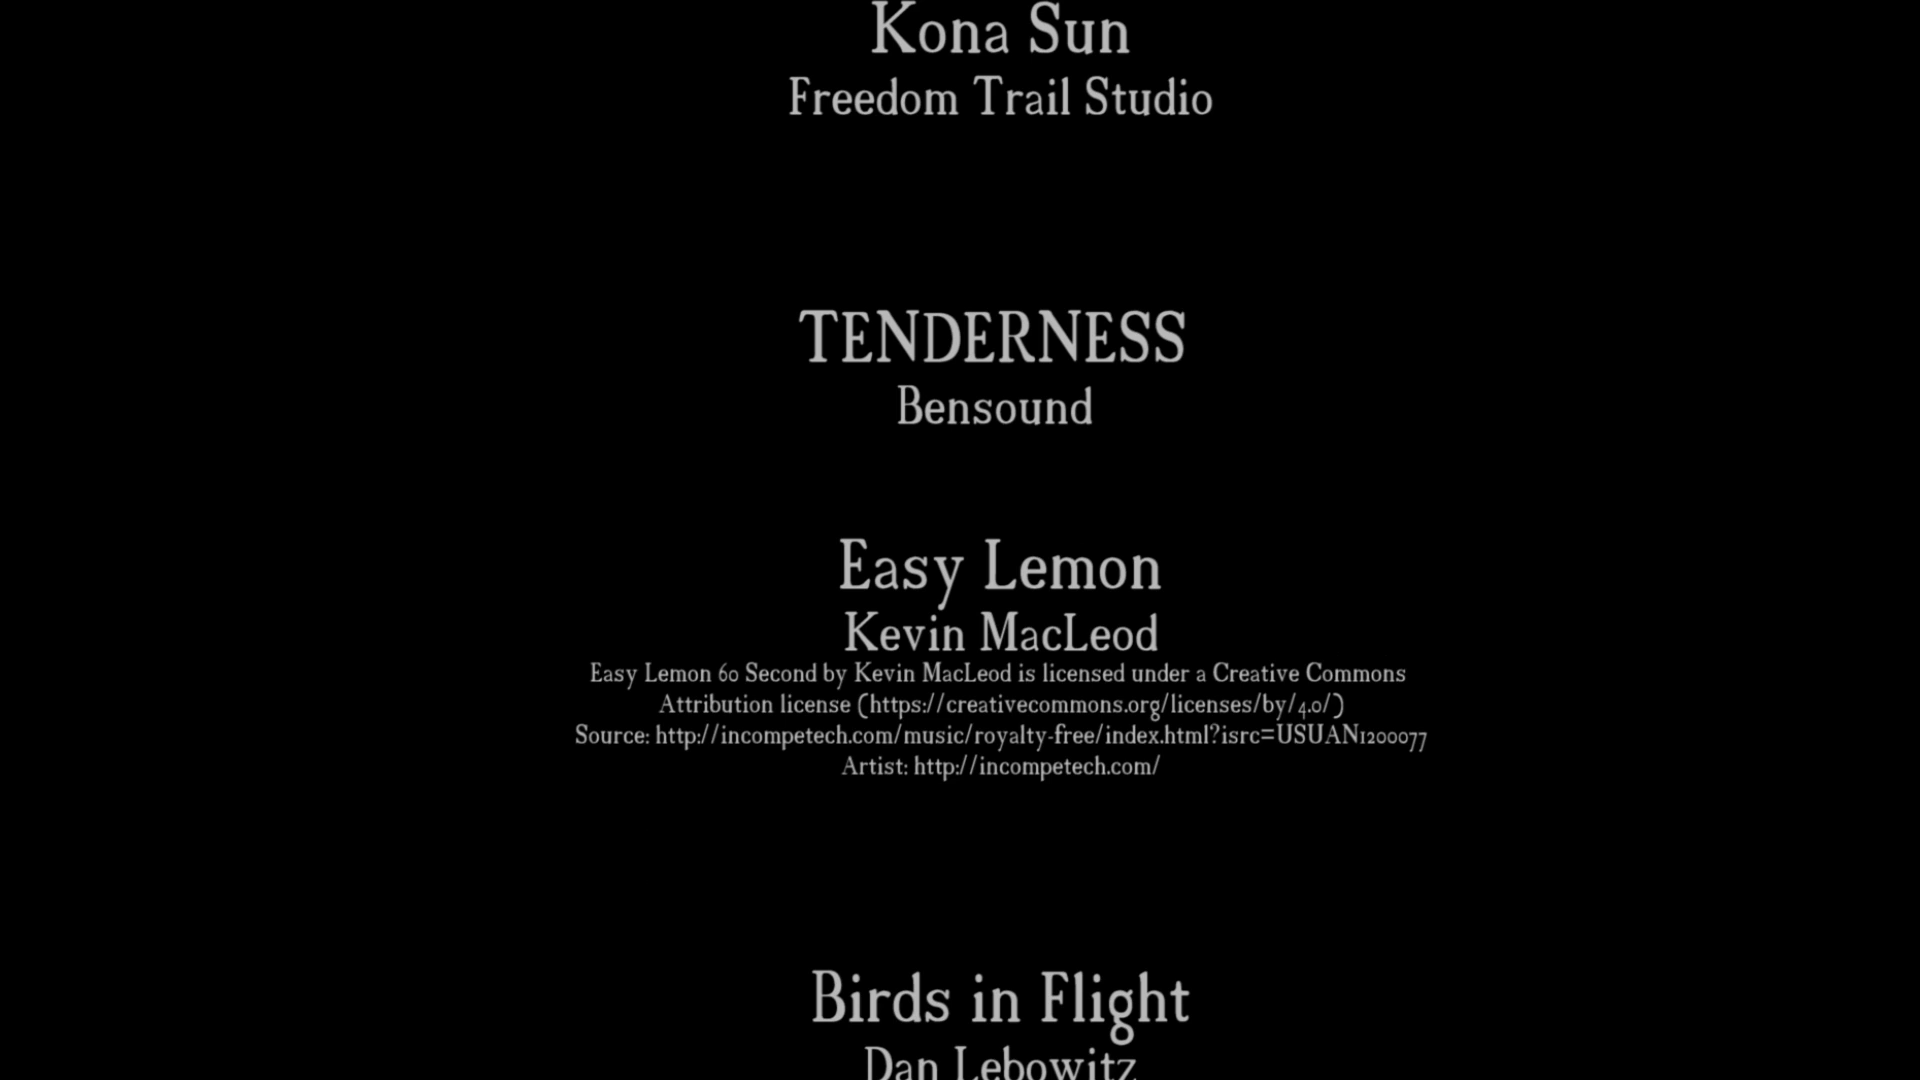 Kona Sun
Freedom Trail Studio
TENDERNESS
Bensound
Easy Lemon
Kevin MacLeod
Easy Lemon 60 Second by Kevin MacLeod is licensed under a Creative Commons
Attribution license (https://creativecommons.org/licenses/by/4.0/)
Source: http://incompetech.com/music/royalty-free/index.html?isrc=USUAN1200077
Artist: http://incompetech.com/
Birds in Flight
Dan Lebowitz